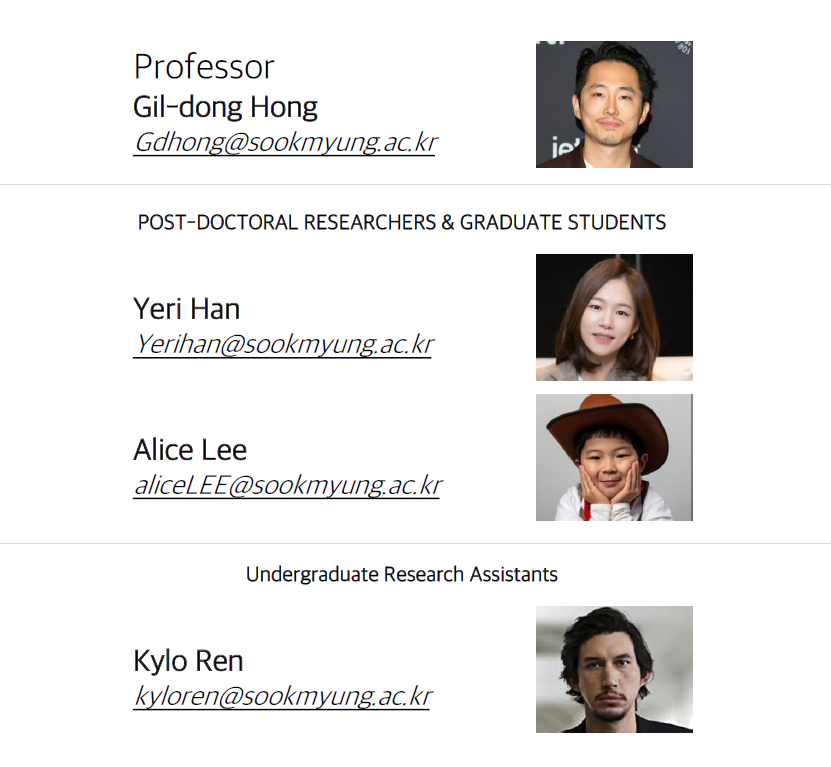 Professor
Gil-dong Hong
Gdhong@sookmyung.ac.kr
POST-DOCTORAL RESEARCHERS & GRADUATE STUDENTS
Yeri Han
Yerihan@sookmyung.ac.kr
Alice Lee
aliceLEE@sookmyung.ac.kr
Undergraduate Research Assistants
Kylo Ren
kyloren@sookmyung.ac.kr